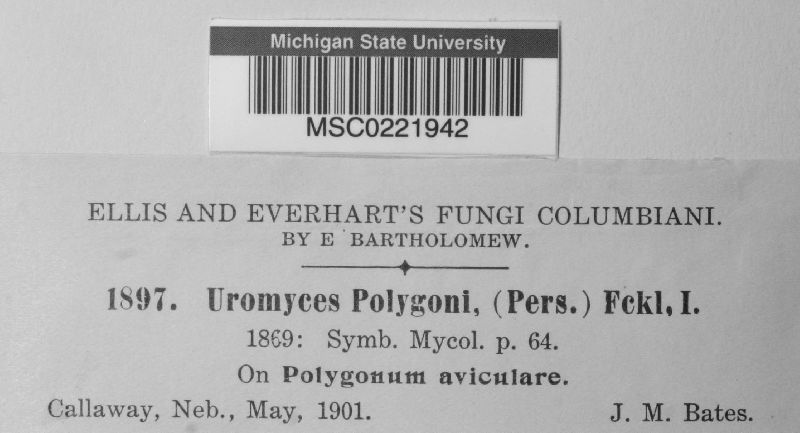 Michigan State University
MSC0221942
ELLIS AND EVERHART'S FUNGI COLUMBIANI.
BY E BARTHOLOMEW.
1897. Uromyces Polygoni, (Pers.) Fckl, I.
1869: Symb. Mycol. p. 64.
On Polygonum aviculare.
Callaway, Neb., May, 1901. J. M. Bates.